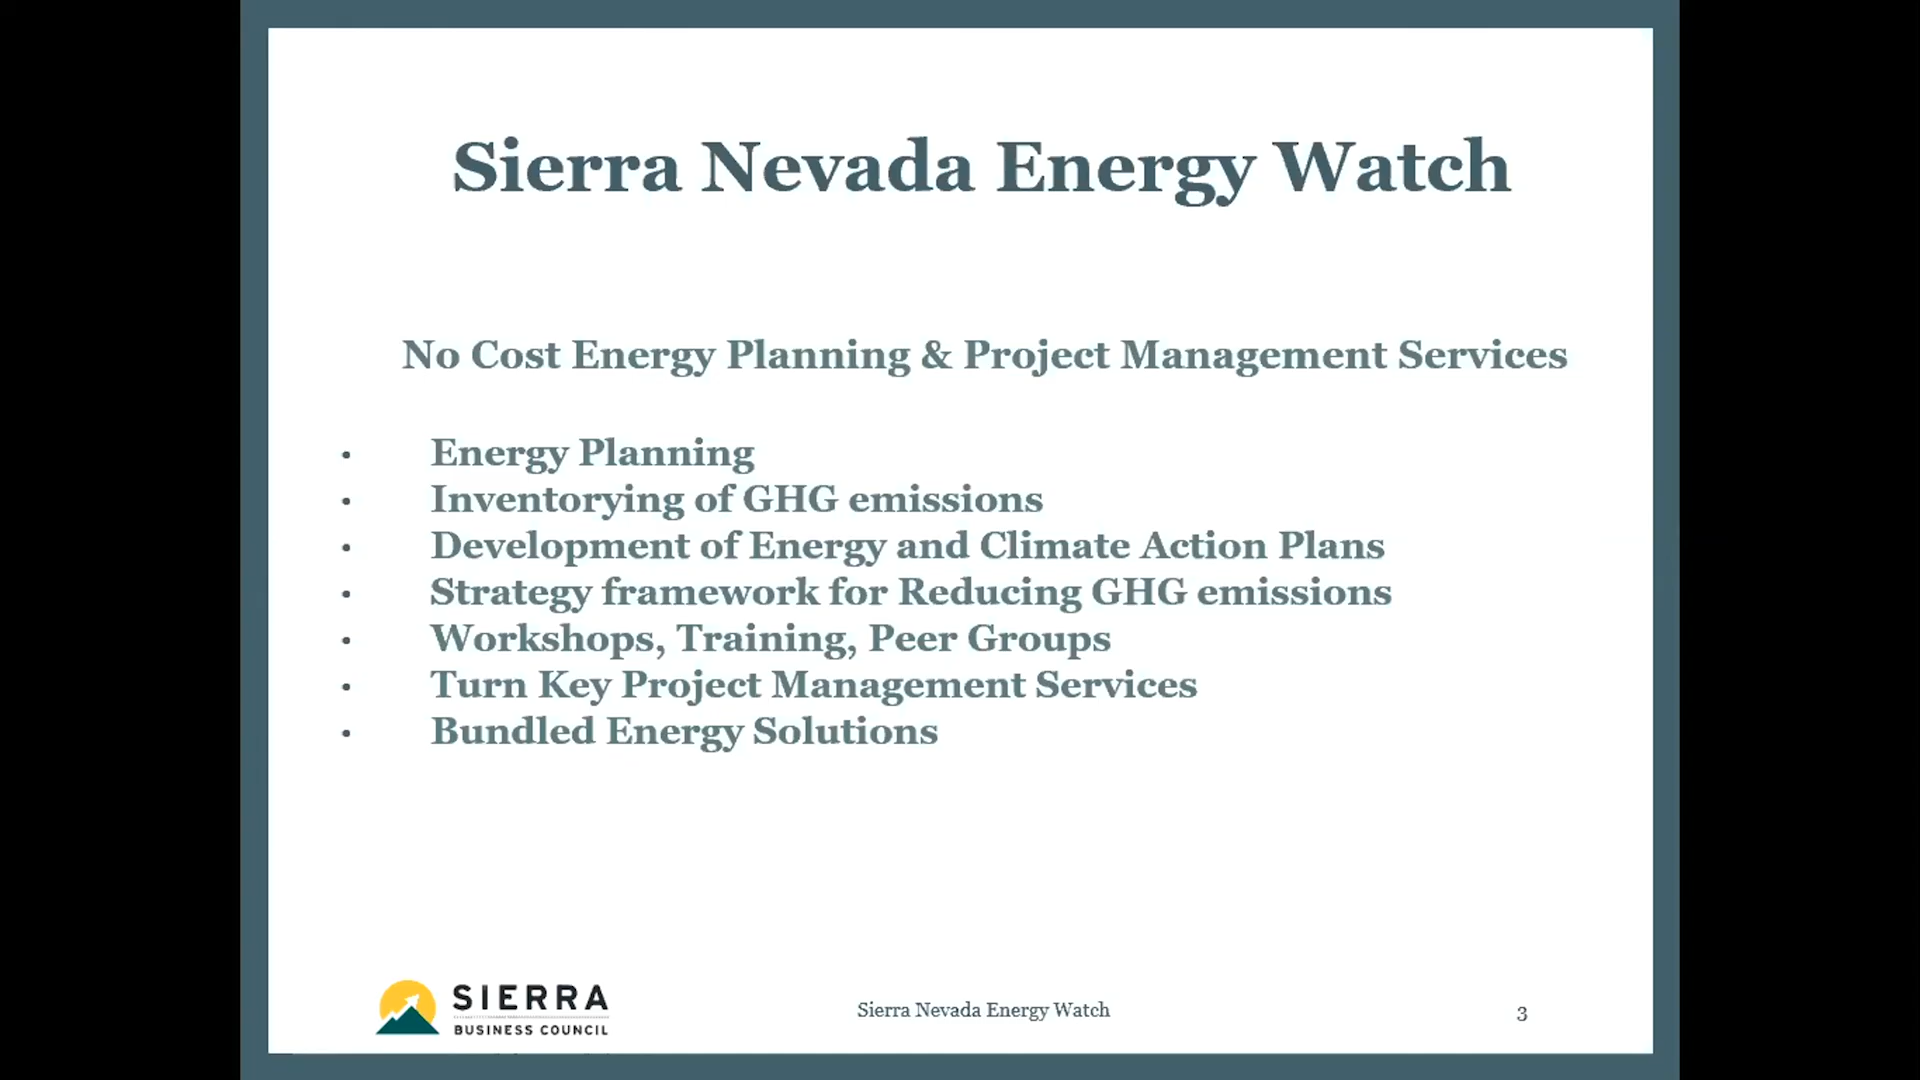 Sierra Nevada Energy Watch
No Cost Energy Planning & Project Management Services
• Energy Planning
• Inventorying of GHG emissions
• Development of Energy and Climate Action Plans
• Strategy framework for Reducing GHG emissions
• Workshops, Training, Peer Groups
• Turn Key Project Management Services
• Bundled Energy Solutions
SIERRA
BUSINESS COUNCIL
Sierra Nevada Energy Watch
3